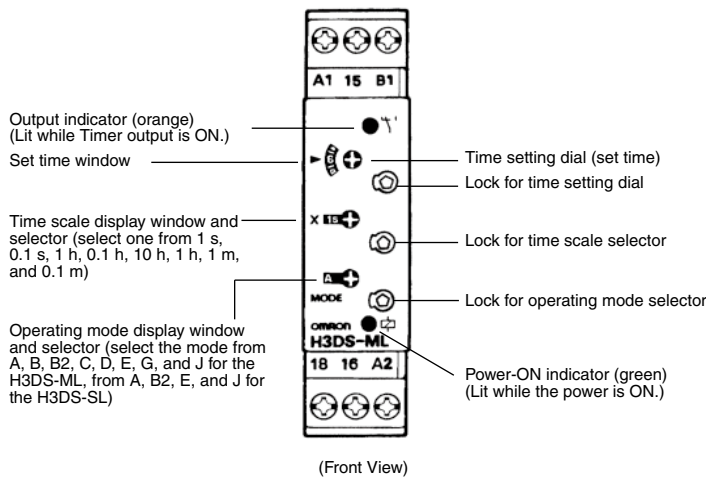 A1 15 B1
Output indicator (orange)
(Lit while Timer output is ON.)
Set time window
Time setting dial (set time)
Lock for time setting dial
Time scale display window and
selector (select one from 1 s,
0.1 s, 1 h, 0.1 h, 10 h, 1 h, 1 m,
and 0.1 m)
X 1S
Lock for time scale selector
A
MODE
Lock for operating mode selector
Operating mode display window
and selector (select the mode from
A, B, B2, C, D, E, G, and J for the
H3DS-ML, from A, B2, E, and J for
the H3DS-SL)
OMRON
H3DS-ML
18 16 A2
Power-ON indicator (green)
(Lit while the power is ON.)
(Front View)